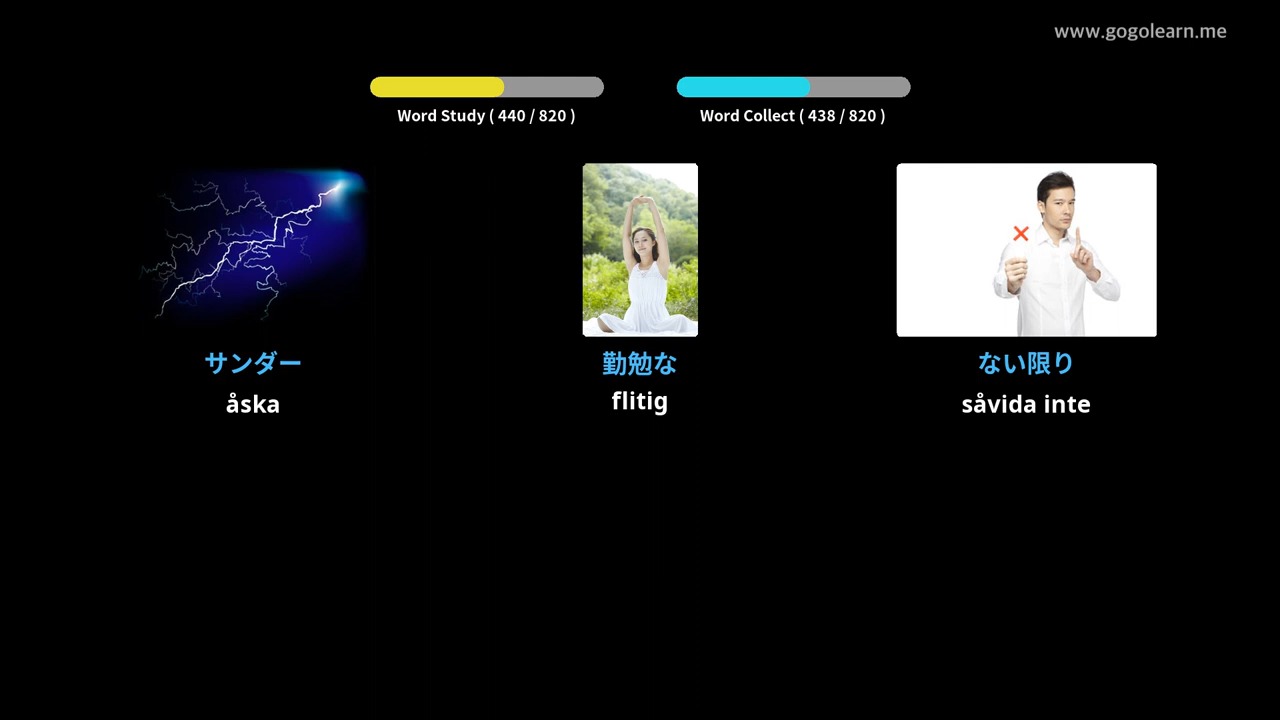 www.gogolearn.me
Word Study ( 440 / 820 )
Word Collect ( 438 / 820 )
サンダー
åska
勤勉な
flitig
ない限り
såvida inte